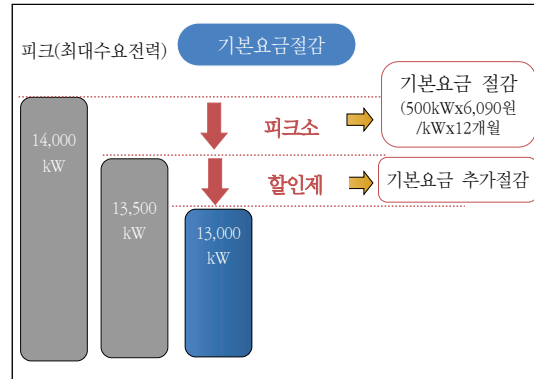 피크(최대수요전력)
기본요금절감
14,000
kW
13,500
kW
13,000
kW
피크소
할인제
기본요금 절감
(500kWx6,090원
/kWx12개월
기본요금 추가절감